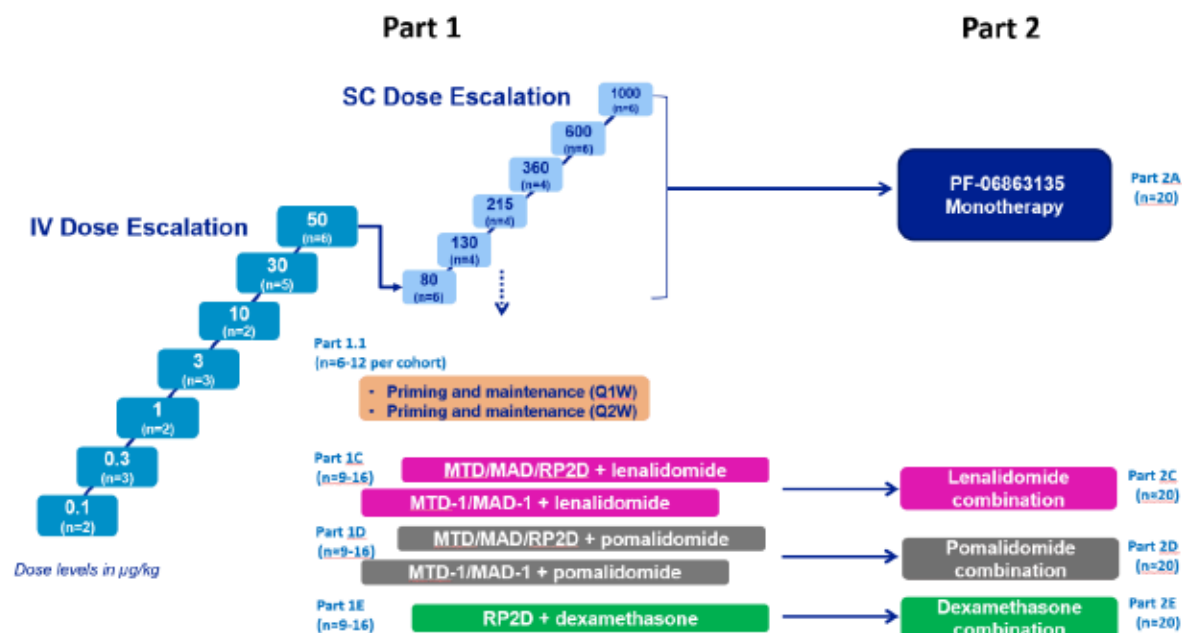 Part 1
Part 2
SC Dose Escalation
1000
(n=6)
600
(n=6)
360
(n=4)
215
(n=4)
130
(n=4)
80
(n=6)
PF-06863135
Monotherapy
Part 2A
(n=20)
IV Dose Escalation
50
(n=6)
30
(n=5)
10
(n=2)
3
(n=3)
1
(n=2)
0.3
(n=3)
0.1
(n=2)
Dose levels in µg/kg
Part 1.1
(n=6-12 per cohort)
• Priming and maintenance (Q1W)
• Priming and maintenance (Q2W)
Part 1C
(n=9-16)
MTD/MAD/RP2D + lenalidomide
MTD-1/MAD-1 + lenalidomide
Lenalidomide
combination
Part 2C
(n=20)
Part 1D
(n=9-16)
MTD/MAD/RP2D + pomalidomide
MTD-1/MAD-1 + pomalidomide
Pomalidomide
combination
Part 2D
(n=20)
Part 1E
(n=9-16)
RP2D + dexamethasone
Dexamethasone
combination
Part 2E
(n=20)